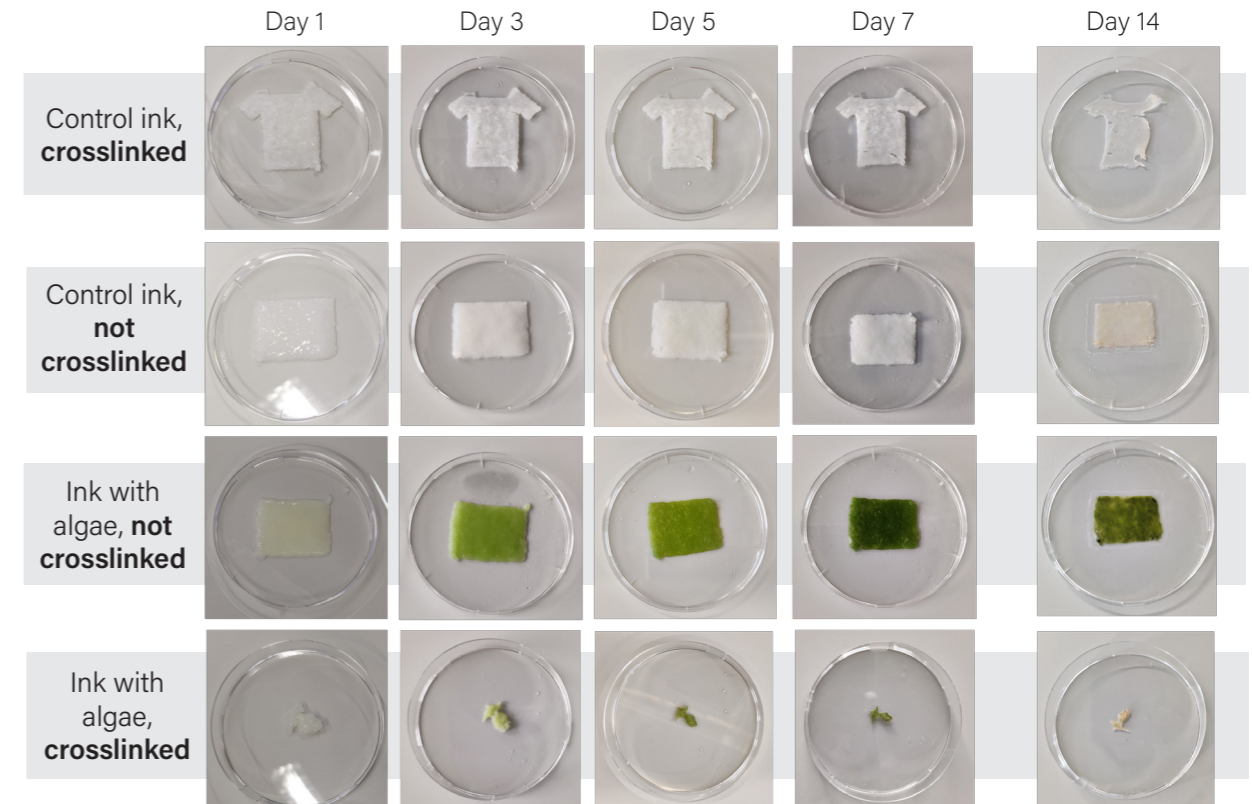 Day 1
Day 3
Day 5
Day 7
Day 14
Control ink,
crosslinked
Control ink,
not
crosslinked
Ink with
algae, not
crosslinked
Ink with
algae,
crosslinked